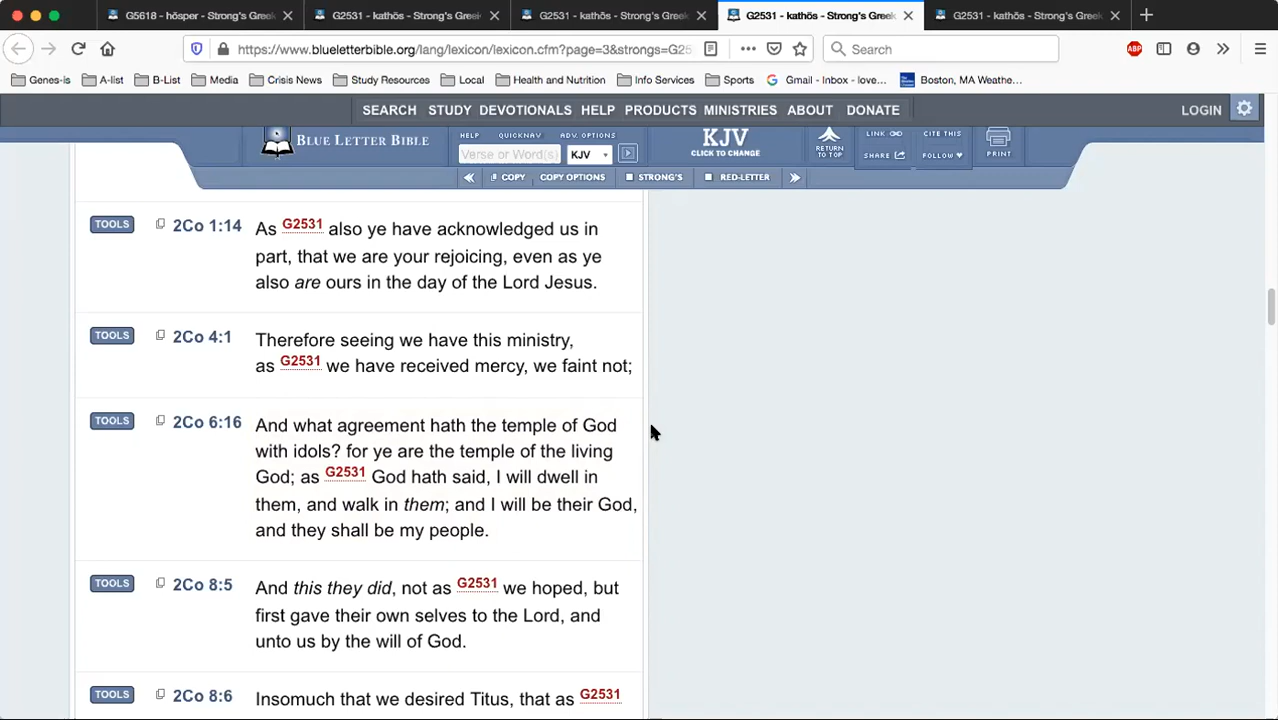 G5618 - hōsper - Strong's Greek
G2531 - kathōs - Strong's Greek
G2531 - kathōs - Strong's Greek
G2531 - kathōs - Strong's Greek
G2531 - kathōs - Strong's Greek
https://www.blueletterbible.org/lang/lexicon/lexicon.cfm?page=3&strongs=G25
Search
ABP
Genes-is
A-list
B-List
Media
Crisis News
Study Resources
Local
Health and Nutrition
Info Services
Sports
Gmail - Inbox - love...
Boston, MA Weathe...
SEARCH STUDY DEVOTIONALS HELP PRODUCTS MINISTRIES ABOUT DONATE LOGIN
BLUE LETTER BIBLE
HELP QUICKNAV ADV. OPTIONS
Verse or Word(s) KJV
KJV
CLICK TO CHANGE
RETURN
TO TOP
LINK
SHARE
CITE THIS
FOLLOW
PRINT
COPY COPY OPTIONS STRONG'S RED-LETTER
TOOLS 2Co 1:14 As G2531 also ye have acknowledged us in
part, that we are your rejoicing, even as ye
also are ours in the day of the Lord Jesus.
TOOLS 2Co 4:1 Therefore seeing we have this ministry,
as G2531 we have received mercy, we faint not;
TOOLS 2Co 6:16 And what agreement hath the temple of God
with idols? for ye are the temple of the living
God; as G2531 God hath said, I will dwell in
them, and walk in them; and I will be their God,
and they shall be my people.
TOOLS 2Co 8:5 And this they did, not as G2531 we hoped, but
first gave their own selves to the Lord, and
unto us by the will of God.
TOOLS 2Co 8:6 Insomuch that we desired Titus, that as G2531